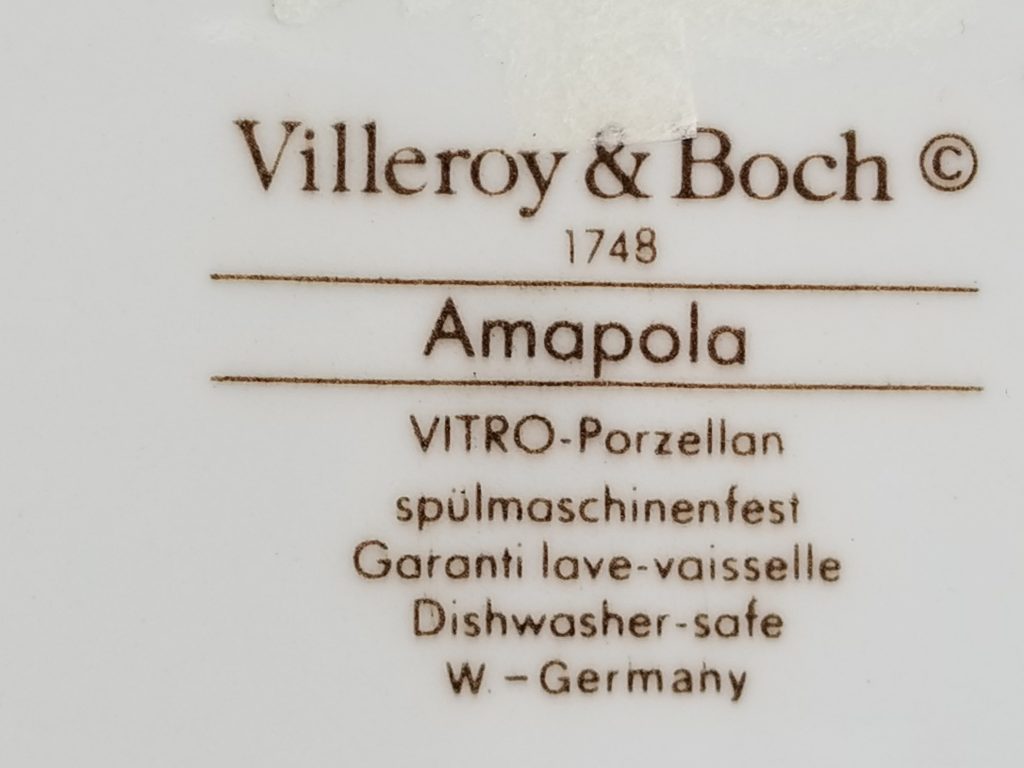 Villeroy & Boch ©
1748
Amapola
VITRO-Porzellan
spülmaschinenfest
Garanti lave-vaisselle
Dishwasher-safe
W. - Germany